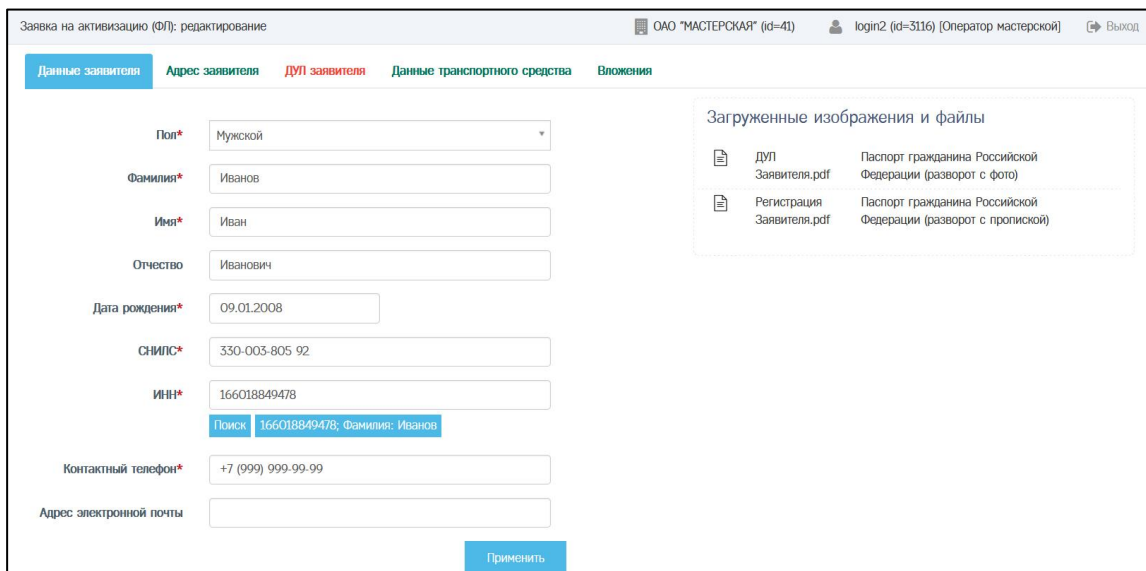 Заявка на активизацию (ФЛ): редактирование
ОАО "МАСТЕРСКАЯ" (id=41)
login2 (id=3116) [Оператор мастерской]
Выход
Данные заявителя
Адрес заявителя
ДУЛ заявителя
Данные транспортного средства
Вложения
Пол*
Мужской
Фамилия*
Иванов
Имя*
Иван
Отчество
Иванович
Дата рождения*
09.01.2008
СНИЛС*
330-003-805 92
ИНН*
166018849478
Поиск
166018849478; Фамилия: Иванов
Контактный телефон*
+7 (999) 999-99-99
Адрес электронной почты
Применить
Загруженные изображения и файлы
ДУЛ
Заявителя.pdf
Паспорт гражданина Российской
Федерации (разворот с фото)
Регистрация
Заявителя.pdf
Паспорт гражданина Российской
Федерации (разворот с пропиской)